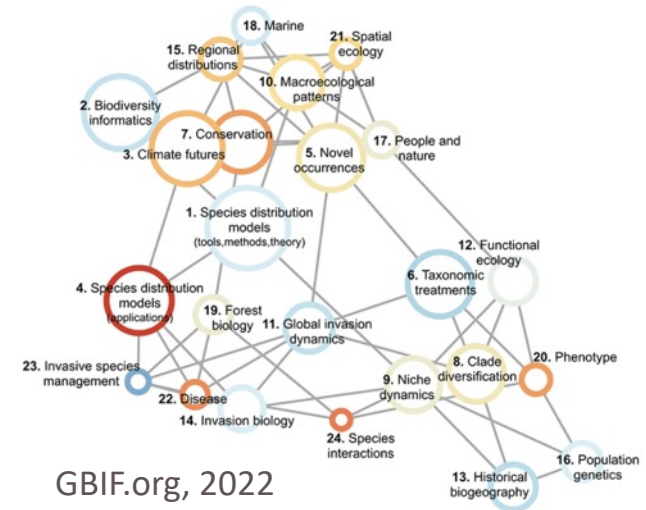 18. Marine
21. Spatial
ecology
15. Regional
distributions
10. Macroecological
patterns
2. Biodiversity
informatics
7. Conservation
3. Climate futures
5. Novel
occurrences
17. People and
nature
1. Species distribution
models
(tools,methods,theory)
12. Functional
ecology
6. Taxonomic
treatments
4. Species distribution
models
(applications)
19. Forest
biology
11. Global invasion
dynamics
23. Invasive species
management
8. Clade
diversification
20. Phenotype
9. Niche
dynamics
22. Disease
14. Invasion biology
24. Species
interactions
16. Population
genetics
13. Historical
biogeography
GBIF.org, 2022